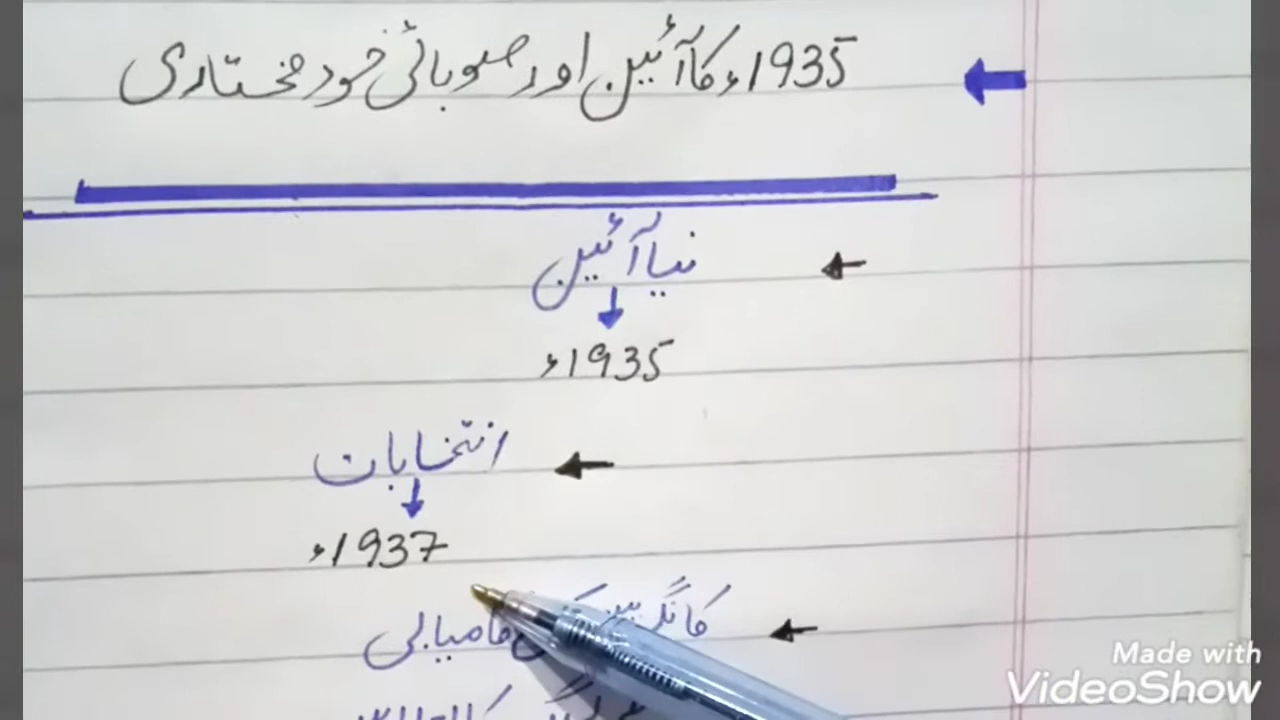 1935ء کا آئین اور صوبائی خود مختاری
نیا آئین
1935ء
انتخابات
1937ء
کانگریس کی کامیابی
Made with
VideoShow